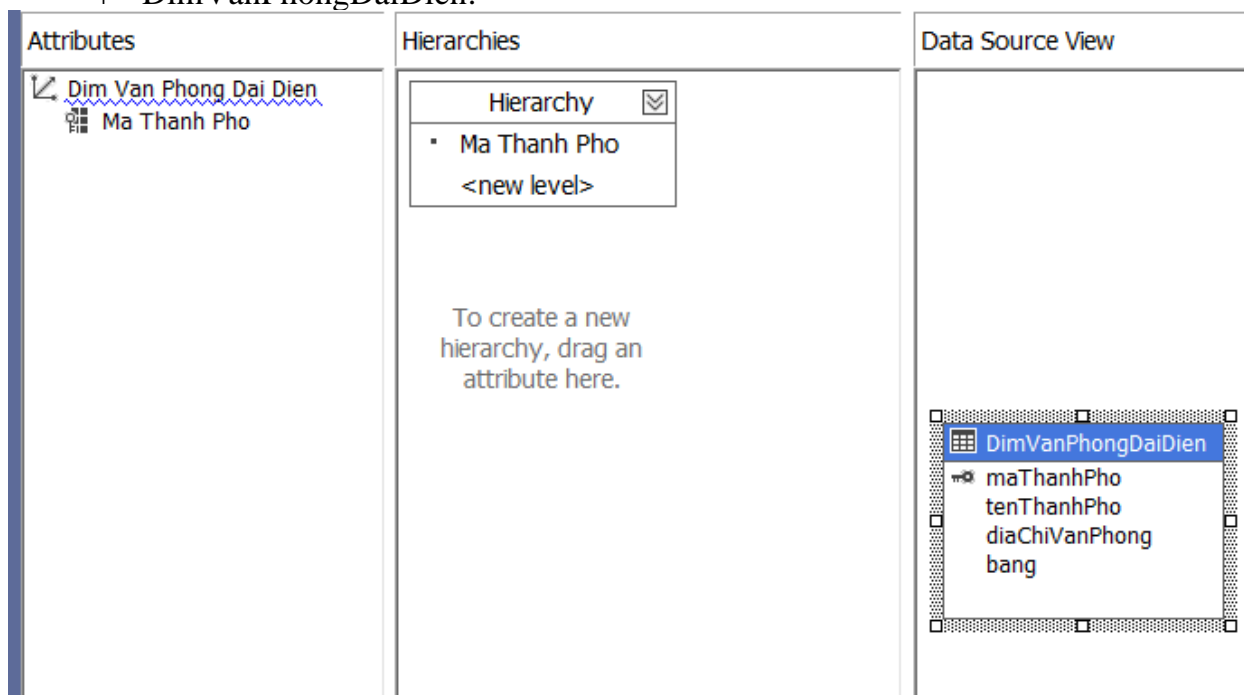 + DimVanPhongDaiDien:
Attributes
Dim Van Phong Dai Dien
Ma Thanh Pho
Hierarchies
Hierarchy
Ma Thanh Pho
<new level>
To create a new
hierarchy, drag an
attribute here.
Data Source View
DimVanPhongDaiDien
maThanhPho
tenThanhPho
diaChiVanPhong
bang